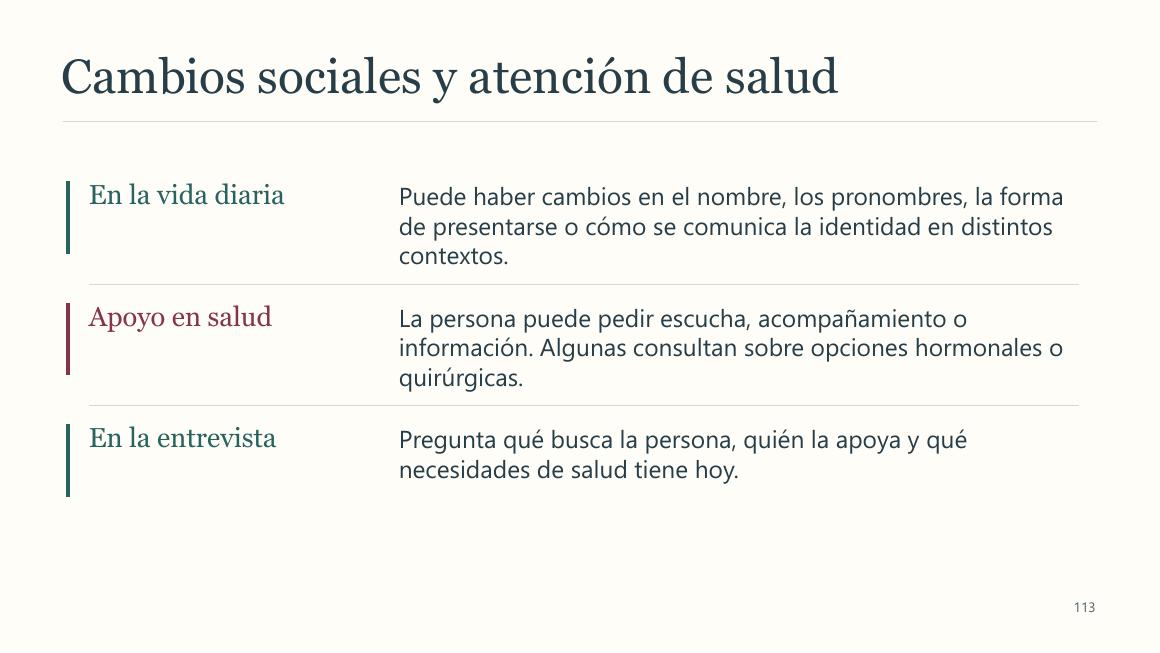 Cambios sociales y atención de salud
En la vida diaria
Puede haber cambios en el nombre, los pronombres, la forma
de presentarse o cómo se comunica la identidad en distintos
contextos.
Apoyo en salud
La persona puede pedir escucha, acompañamiento o
información. Algunas consultan sobre opciones hormonales o
quirúrgicas.
En la entrevista
Pregunta qué busca la persona, quién la apoya y qué
necesidades de salud tiene hoy.
113